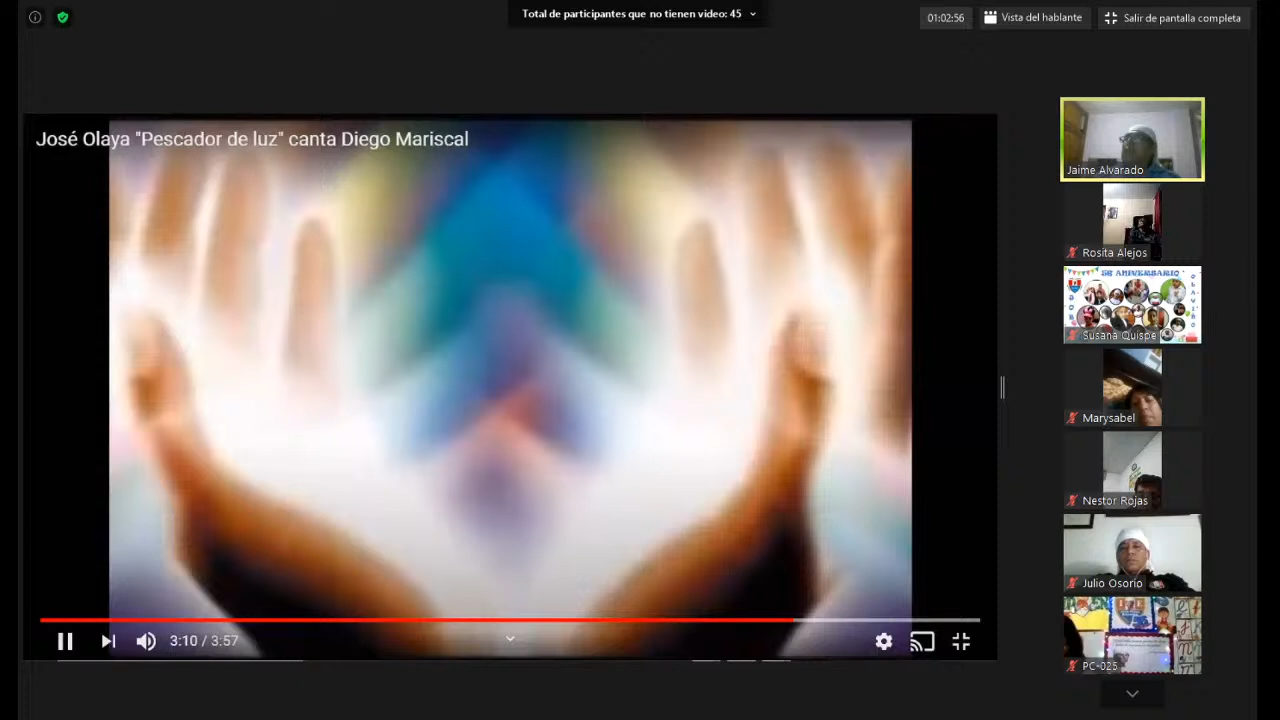 Total de participantes que no tienen video: 45
01:02:56
Vista del hablante
Salir de pantalla completa
José Olaya "Pescador de luz" canta Diego Mariscal
Jaime Alvarado
Rosita Alejos
58 ANIVERSARIO
Susana Quispe
Marysabel
Nestor Rojas
Julio Osorio
PC-025
3:10 / 3:57